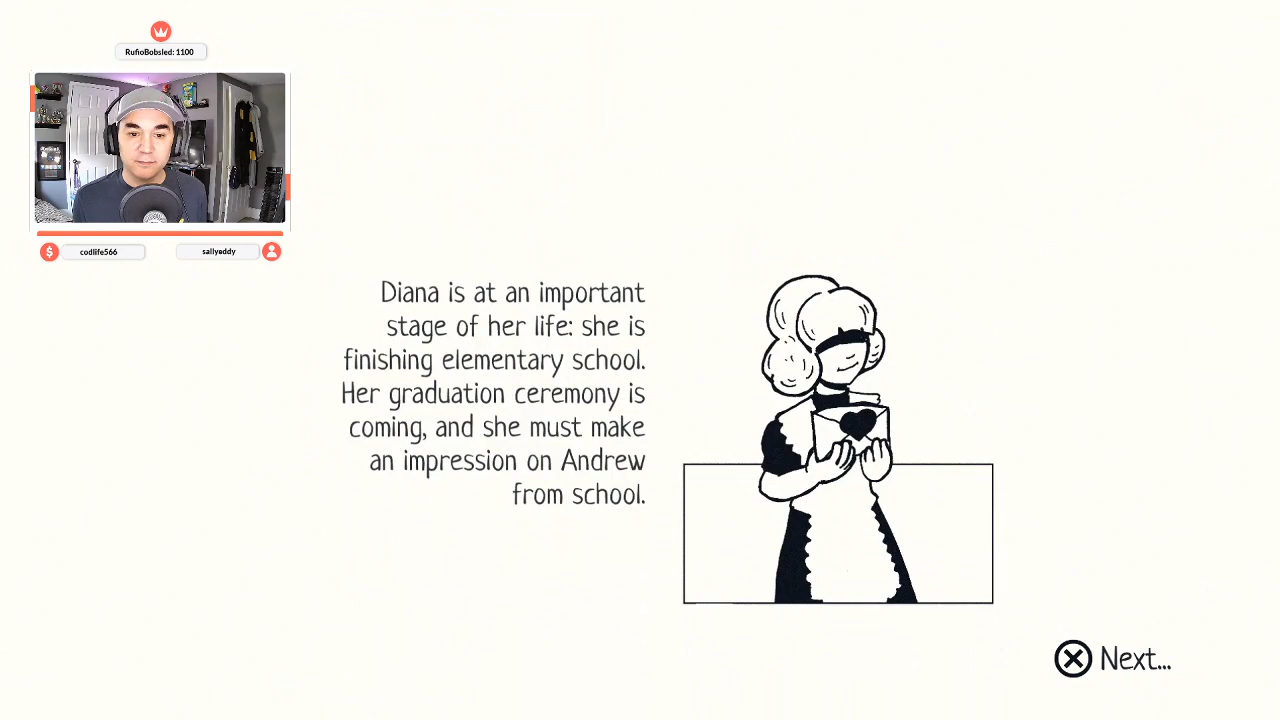 RufioBobsled: 1100
$ codlife566
sallyeddy
Diana is at an important
stage of her life: she is
finishing elementary school.
Her graduation ceremony is
coming, and she must make
an impression on Andrew
from school.
Next...